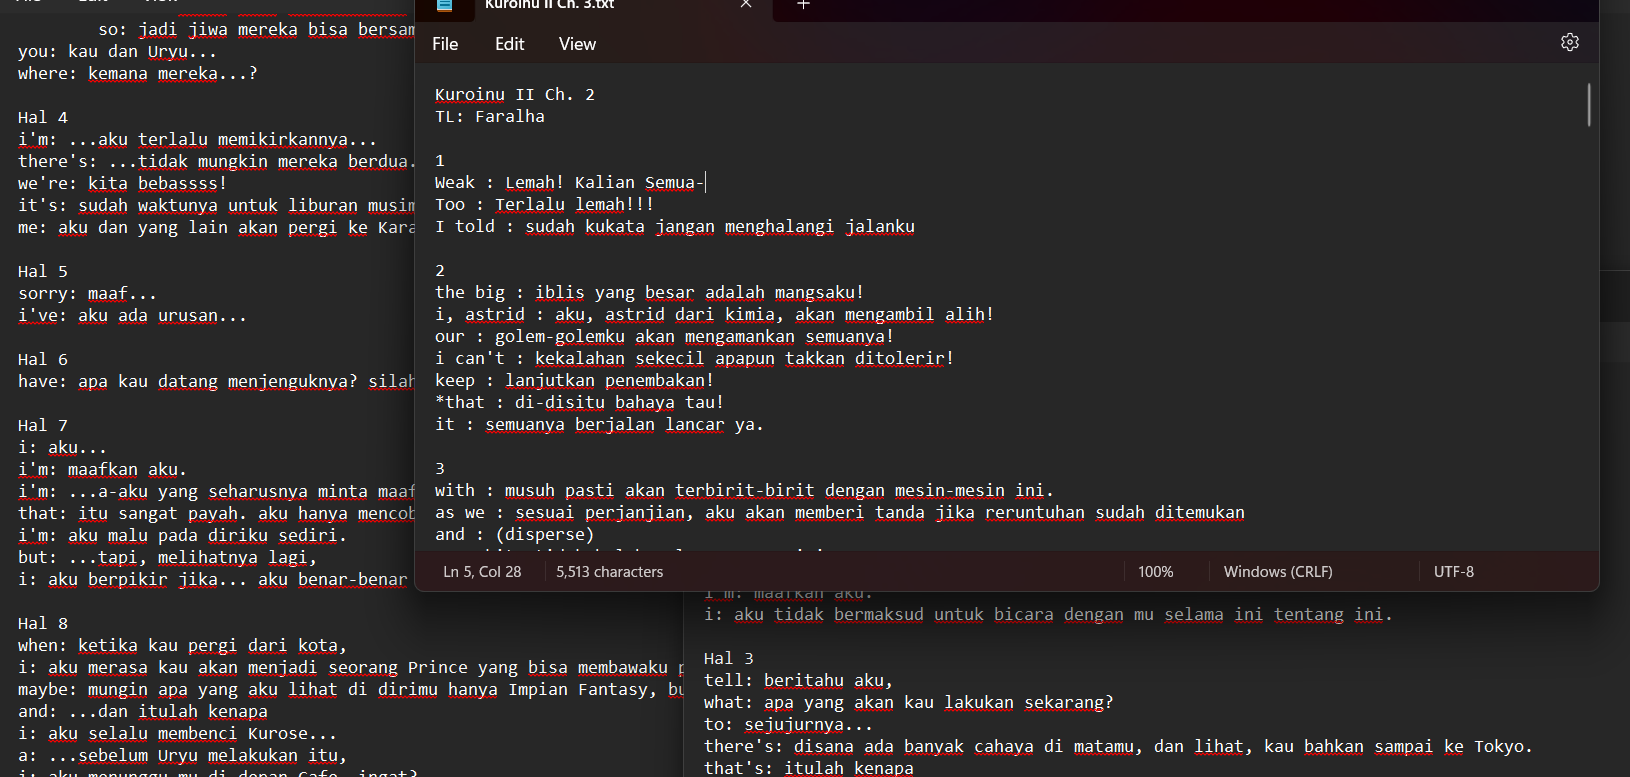 File Edit View
so: jadi jiwa mereka bisa bersam
you: kau dan Uryu...
where: kemana mereka...?
Hal 4
i'm: ...aku terlalu memikirkannya...
there's: ...tidak mungkin mereka berdua.
we're: kita bebassss!
it's: sudah waktunya untuk liburan musim
me: aku dan yang lain akan pergi ke Kara
Hal 5
sorry: maaf...
i've: aku ada urusan...
Hal 6
have: apa kau datang menjenguknya? silah
Hal 7
i: aku...
i'm: maafkan aku.
i'm: ...a-aku yang seharusnya minta maaf
that: itu sangat payah. aku hanya mencob
i'm: aku malu pada diriku sediri.
but: ...tapi, melihatnya lagi,
i: aku berpikir jika... aku benar-benar
Hal 8
when: ketika kau pergi dari kota,
i: aku merasa kau akan menjadi seorang Prince yang bisa membawaku p
maybe: mungin apa yang aku lihat di dirimu hanya Impian Fantasy, bu
and: ...dan itulah kenapa
i: aku selalu membenci Kurose...
a: ...sebelum Uryu melakukan itu,
i: aku menunggu mu di depan Cafe, ingat?
Kuroinu II Ch. 3.txt
File Edit View
Kuroinu II Ch. 2
TL: Faralha
1
Weak : Lemah! Kalian Semua-
Too : Terlalu lemah!!!
I told : sudah kukata jangan menghalangi jalanku
2
the big : iblis yang besar adalah mangsaku!
i, astrid : aku, astrid dari kimia, akan mengambil alih!
our : golem-golemku akan mengamankan semuanya!
i can't : kekalahan sekecil apapun takkan ditolerir!
keep : lanjutkan penembakan!
*that : di-disitu bahaya tau!
it : semuanya berjalan lancar ya.
3
with : musuh pasti akan terbirit-birit dengan mesin-mesin ini.
as we : sesuai perjanjian, aku akan memberi tanda jika reruntuhan sudah ditemukan
and : (disperse)
Ln 5, Col 28 5,513 characters 100% Windows (CRLF) UTF-8
i'm: maafkan aku.
i: aku tidak bermaksud untuk bicara dengan mu selama ini tentang ini.
Hal 3
tell: beritahu aku,
what: apa yang akan kau lakukan sekarang?
to: sejujurnya...
there's: disana ada banyak cahaya di matamu, dan lihat, kau bahkan sampai ke Tokyo.
that's: itulah kenapa